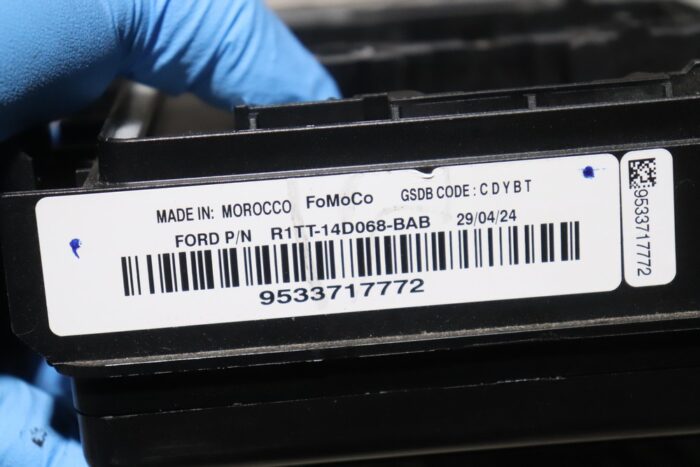 MADE IN: MOROCCO FoMoCo GSDB CODE: CDYBT
FORD P/N R1TT-14D068-BAB 29/04/24
9533717772
9533717772